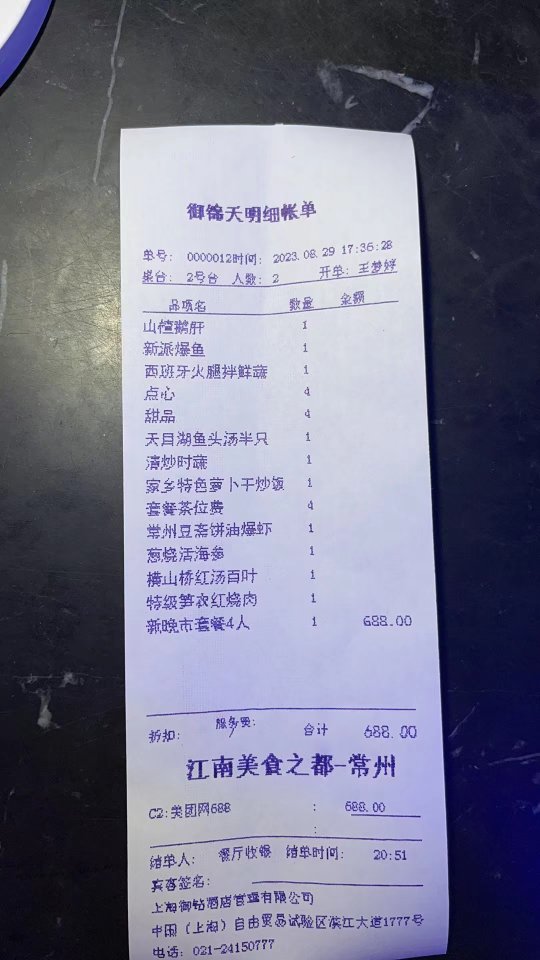 御锦天明细帐单
单号: 0000012时间: 2023.08.29 17:36:28
桌台: 2号台 人数: 2 开单: 王梦婷
品项名 数量 金额
山楂鹅肝 1
新派爆鱼 1
西班牙火腿拌鲜蔬 1
点心 4
甜品 4
天目湖鱼头汤半只 1
清炒时蔬 1
家乡特色萝卜干炒饭 1
套餐茶位费 4
常州豆斋饼油爆虾 1
葱烧活海参 1
横山桥红汤百叶 1
特级笋衣红烧肉 1
新晚市套餐4人 1 688.00
折扣: 服务费: 合计 688.00
江南美食之都-常州
C2:美团网688 : 688.00
:
结单人: 餐厅收银 结单时间: 20:51
宾客签名:
上海御钻酒店管理有限公司
中国（上海）自由贸易试验区滨江大道1777号
电话: 021-24150777